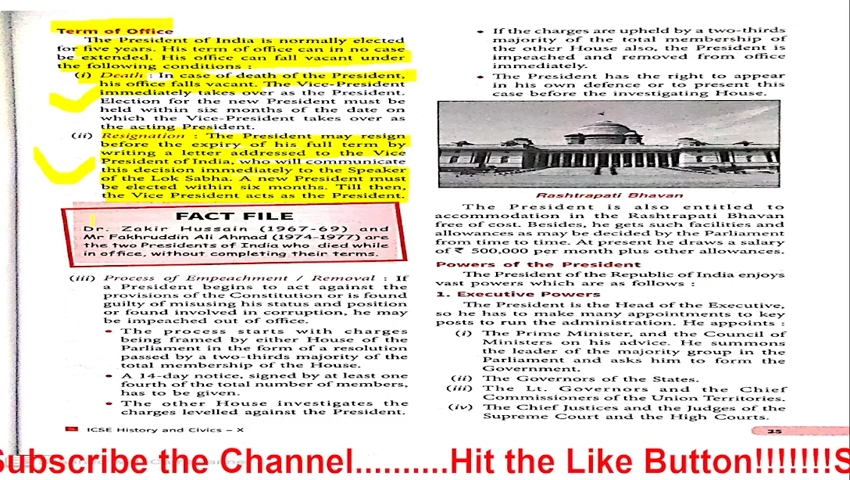 Term of Office
The President of India is normally elected
for five years. His term of office can in no case
be extended. His office can fall vacant under
the following conditions :
(i) Death : In case of death of the President,
his office falls vacant. The Vice-President
immediately takes over as the President.
Election for the new President must be
held within six months of the date on
which the Vice-President takes over as
the acting President.
(ii) Resignation : The President may resign
before the expiry of his full term by
writing a letter addressed to the Vice
President of India, who will communicate
this decision immediately to the Speaker
of the Lok Sabha. A new President must
be elected within six months. Till then,
the Vice President acts as the President.
FACT FILE
Dr. Zakir Hussain (1967-69) and
Mr Fakhruddin Ali Ahmad (1974-1977) are
the two Presidents of India who died while
in office, without completing their terms.
(iii) Process of Empeachment / Removal : If
a President begins to act against the
provisions of the Constitution or is found
guilty of misusing his status and position
or found involved in corruption, he may
be impeached out of office.
• The process starts with charges
being framed by either House of the
Parliament in the form of a resolution
passed by a two-thirds majority of the
total membership of the House.
• A 14-day notice, signed by at least one
fourth of the total number of members,
has to be given.
• The other House investigates the
charges levelled against the President.
ICSE History and Civics – X
• If the charges are upheld by a two-thirds
majority of the total membership of
the other House also, the President is
impeached and removed from office
immediately.
• The President has the right to appear
in his own defence or to present this
case before the investigating House.
Rashtrapati Bhavan
The President is also entitled to
accommodation in the Rashtrapati Bhavan
free of cost. Besides, he gets such facilities and
allowances as may be decided by the Parliament
from time to time. At present he draws a salary
of ₹ 500,000 per month plus other allowances.
Powers of the President
The President of the Republic of India enjoys
vast powers which are as follows :
1. Executive Powers
The President is the Head of the Executive,
so he has to make many appointments to key
posts to run the administration. He appoints :
(i) The Prime Minister, and the Council of
Ministers on his advice. He summons
the leader of the majority group in the
Parliament and asks him to form the
Government.
(ii) The Governors of the States.
(iii) The Lt. Governors and the Chief
Commissioners of the Union Territories.
(iv) The Chief Justices and the Judges of the
Supreme Court and the High Courts.
25
Subscribe the Channel..........Hit the Like Button!!!!!!!S